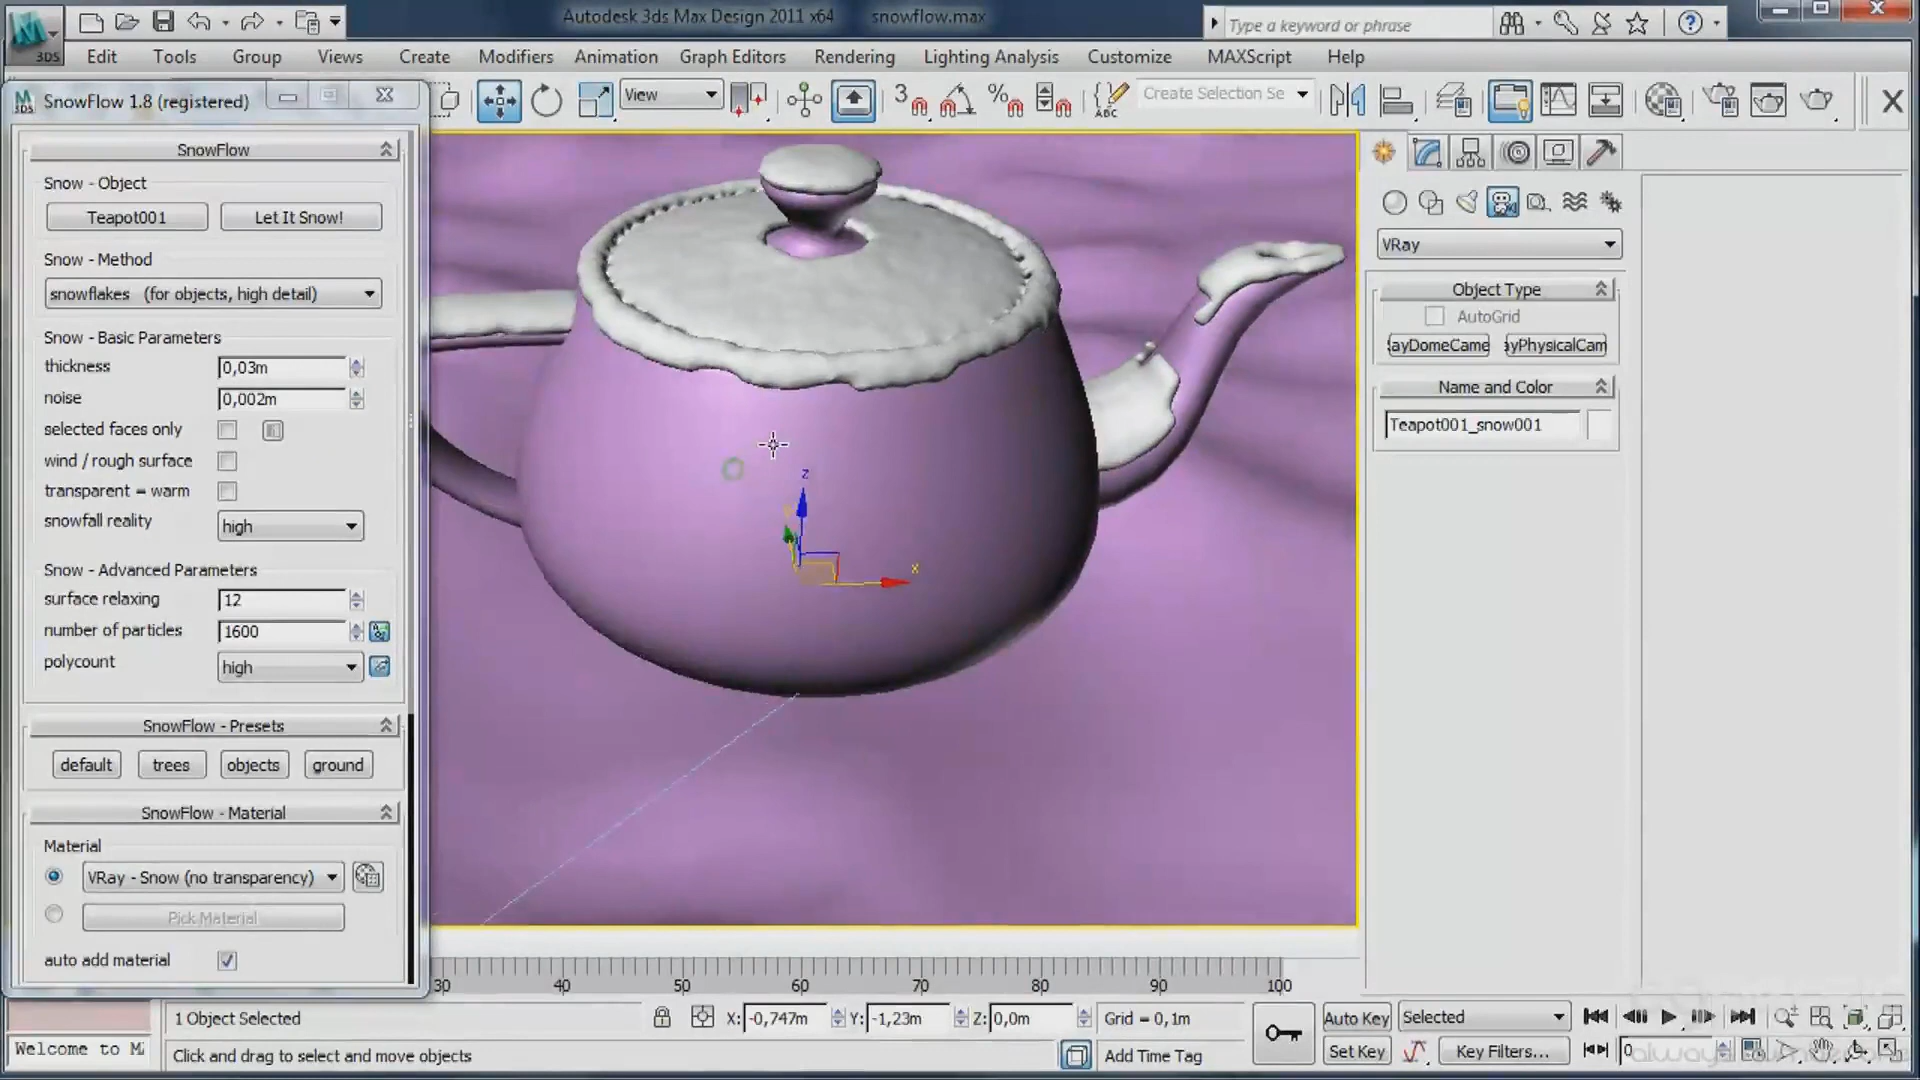 Autodesk 3ds Max Design 2011 x64 snowflow.max
Type a keyword or phrase
3DS
Edit Tools Group Views Create Modifiers Animation Graph Editors Rendering Lighting Analysis Customize MAXScript Help
SnowFlow 1.8 (registered)
View
3
%
ABC
Create Selection Se
SnowFlow
Snow - Object
Teapot001 Let It Snow!
Snow - Method
snowflakes (for objects, high detail)
Snow - Basic Parameters
thickness 0,03m
noise 0,002m
selected faces only
wind / rough surface
transparent = warm
snowfall reality high
Snow - Advanced Parameters
surface relaxing 12
number of particles 1600
polycount high
SnowFlow - Presets
default trees objects ground
SnowFlow - Material
Material
VRay - Snow (no transparency)
Pick Material
auto add material
z
x
VRay
Object Type
AutoGrid
ayDomeCame yPhysicalCam
Name and Color
Teapot001_snow001
30 40 50 60 70 80 90 100
1 Object Selected X: -0,747m Y: -1,23m Z: 0,0m Grid = 0,1m Auto Key Selected
Welcome to M Click and drag to select and move objects Add Time Tag Set Key Key Filters... 0